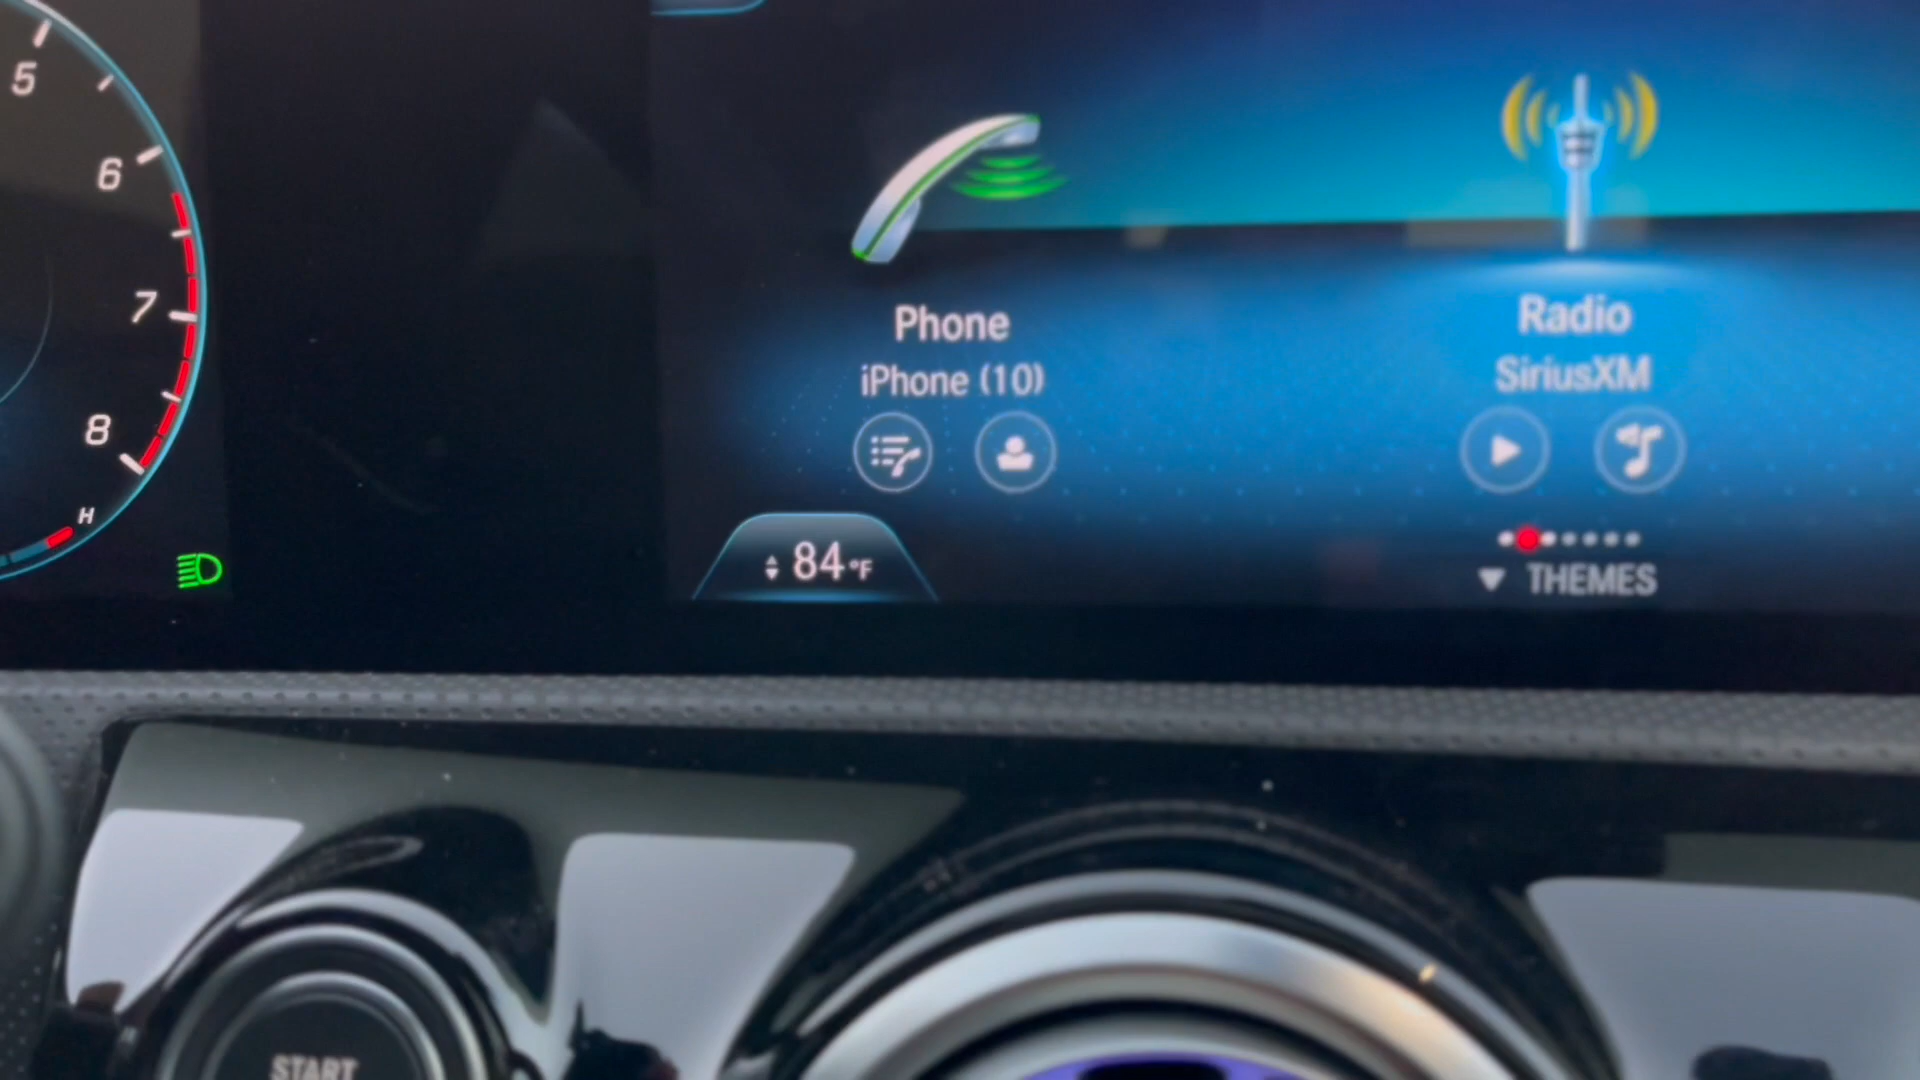 5
6
7
8
H
Phone
iPhone (10)
84°F
Radio
SiriusXM
THEMES
START